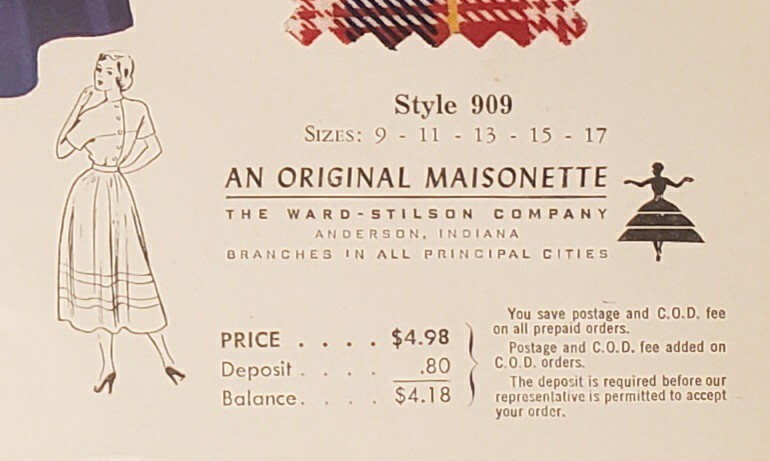 Style 909
SIZES: 9 - 11 - 13 - 15 - 17
AN ORIGINAL MAISONETTE
THE WARD-STILSON COMPANY
ANDERSON, INDIANA
BRANCHES IN ALL PRINCIPAL CITIES
PRICE . . . . $4.98
Deposit . . . . .80
Balance. . . . $4.18
You save postage and C.O.D. fee
on all prepaid orders.
Postage and C.O.D. fee added on
C.O.D. orders.
The deposit is required before our
representative is permitted to accept
your order.